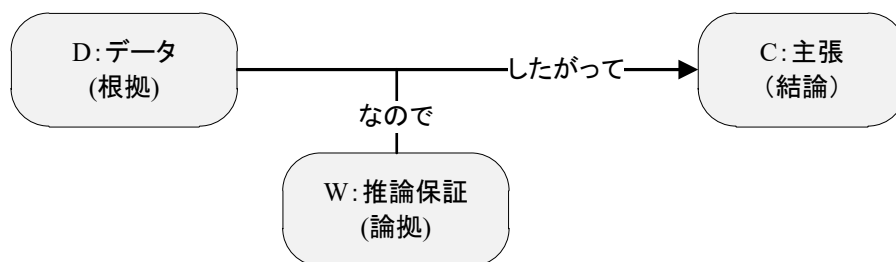 D：データ
(根拠)
したがって
C：主張
（結論）
なので
W：推論保証
(論拠)